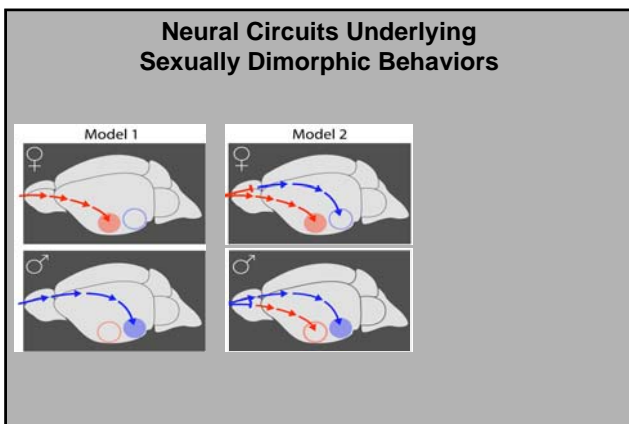 Neural Circuits Underlying
Sexually Dimorphic Behaviors
Model 1
Model 2
♀
♀
♂
♂